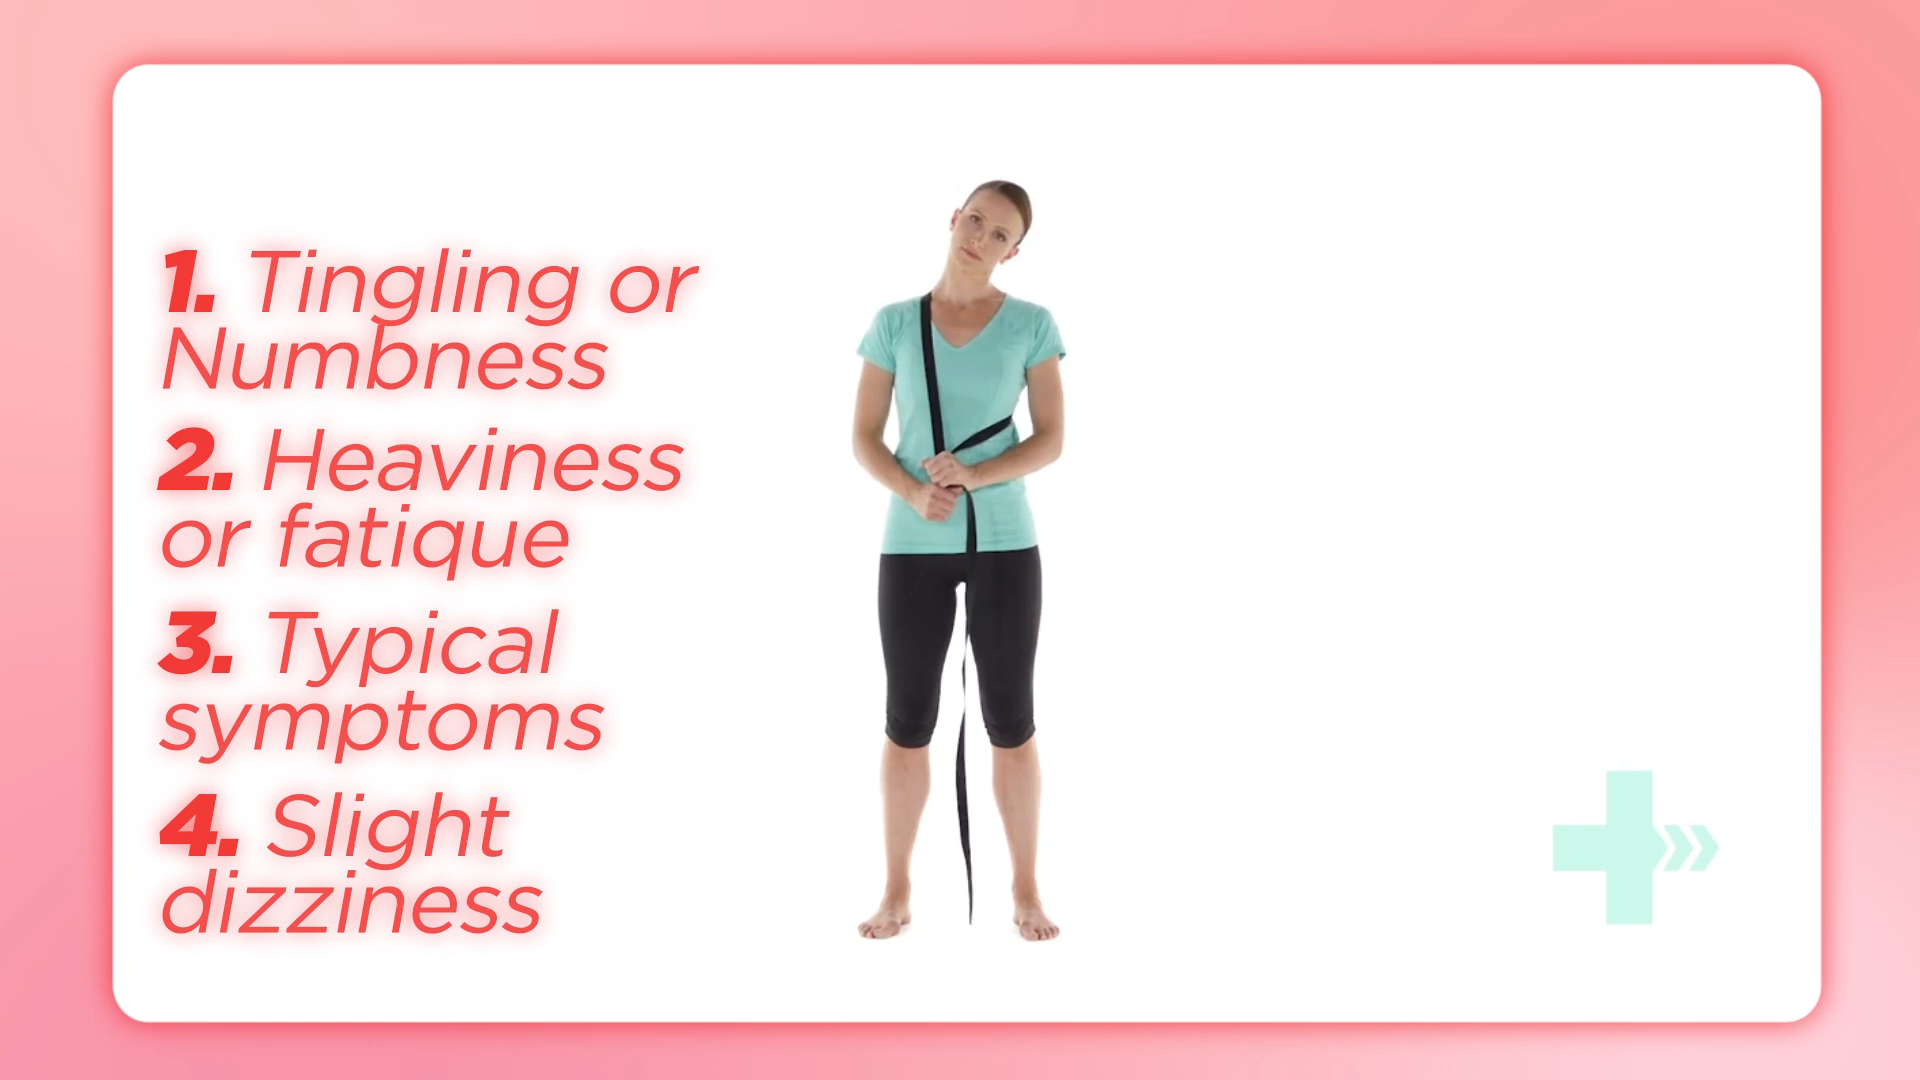 1. Tingling or
Numbness
2. Heaviness
or fatique
3. Typical
symptoms
4. Slight
dizziness